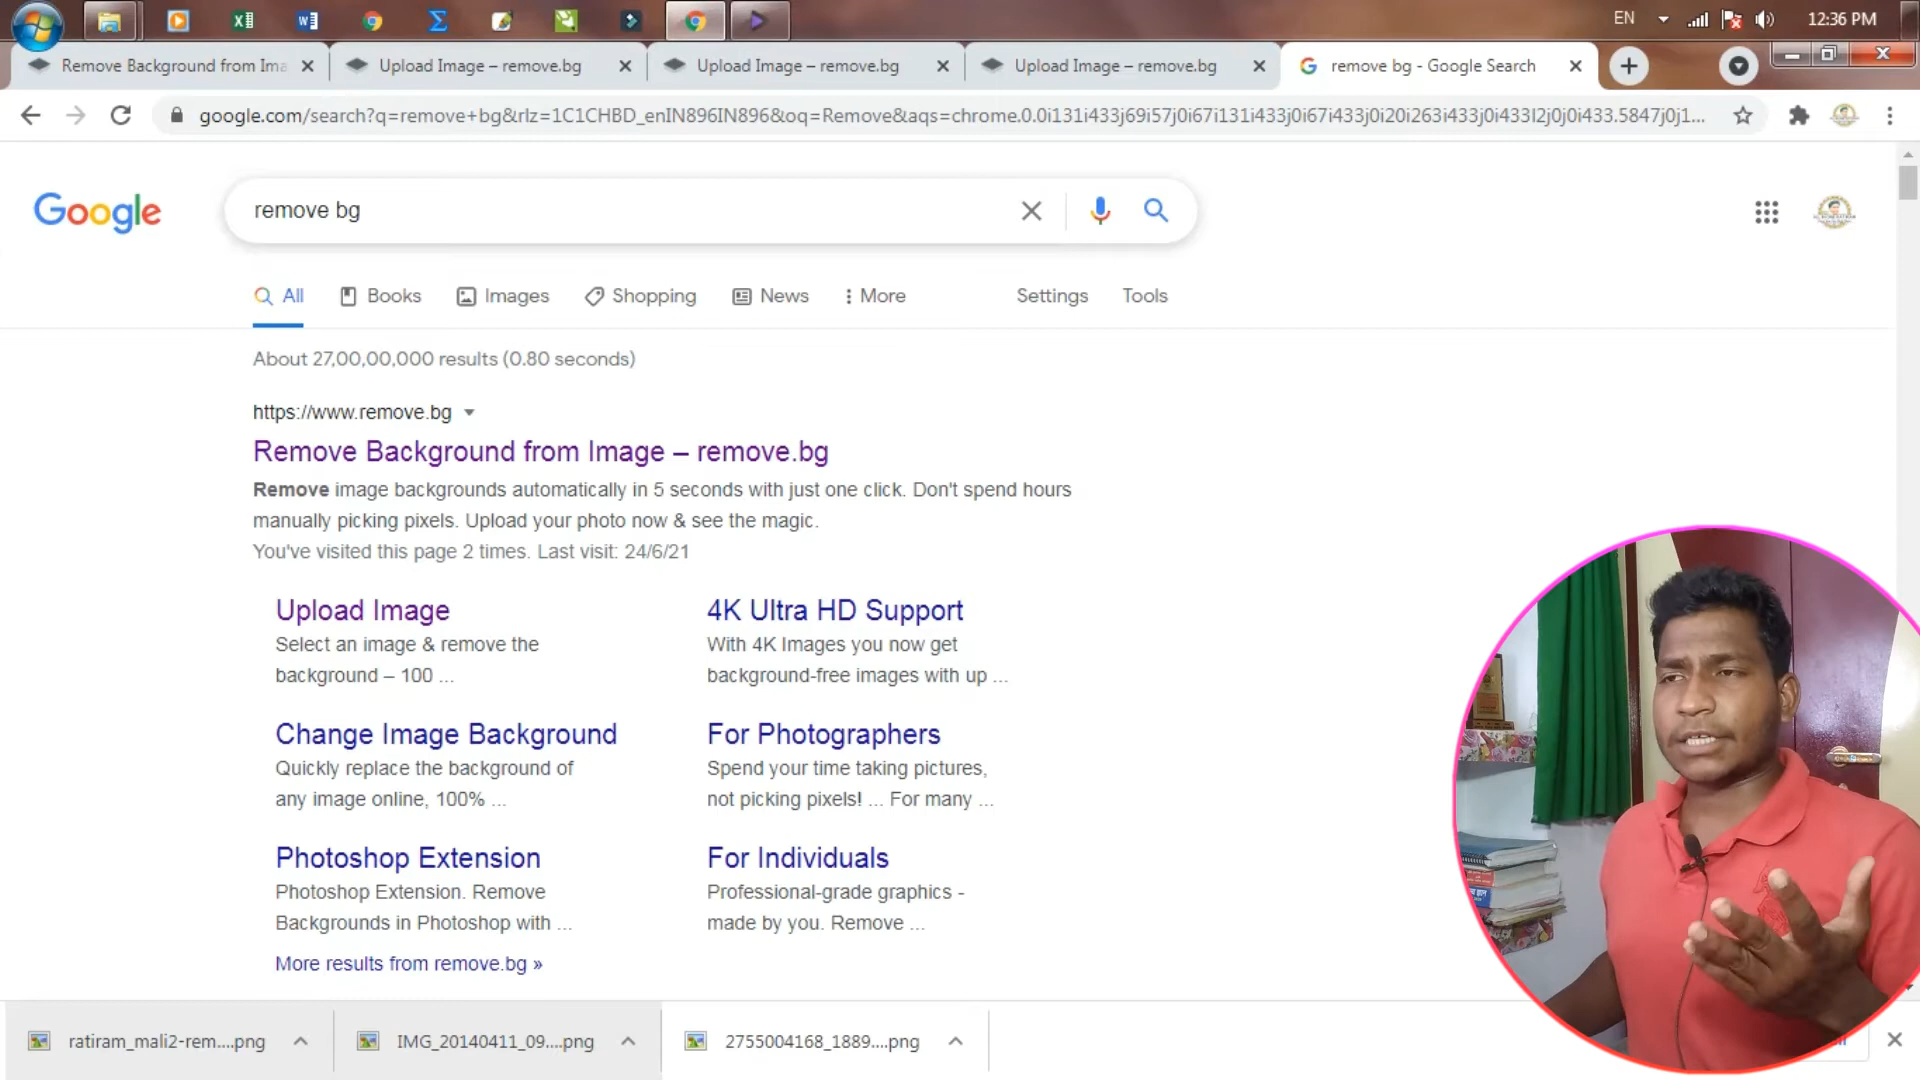 EN
12:36 PM
Remove Background from Ima
Upload Image – remove.bg
Upload Image – remove.bg
Upload Image – remove.bg
remove bg - Google Search
google.com/search?q=remove+bg&rlz=1C1CHBD_enIN896IN896&oq=Remove&aqs=chrome.0.0i131i433j69i57j0i67i131i433j0i67i433j0i20i263i433j0i433l2j0j0i433.5847j0j1...
Google
remove bg
All Books Images Shopping News More Settings Tools
About 27,00,00,000 results (0.80 seconds)
https://www.remove.bg
Remove Background from Image – remove.bg
Remove image backgrounds automatically in 5 seconds with just one click. Don't spend hours
manually picking pixels. Upload your photo now & see the magic.
You've visited this page 2 times. Last visit: 24/6/21
Upload Image
Select an image & remove the
background – 100 ...
4K Ultra HD Support
With 4K Images you now get
background-free images with up ...
Change Image Background
Quickly replace the background of
any image online, 100% ...
For Photographers
Spend your time taking pictures,
not picking pixels! ... For many ...
Photoshop Extension
Photoshop Extension. Remove
Backgrounds in Photoshop with ...
For Individuals
Professional-grade graphics -
made by you. Remove ...
More results from remove.bg »
ratiram_mali2-rem....png
IMG_20140411_09....png
2755004168_1889....png